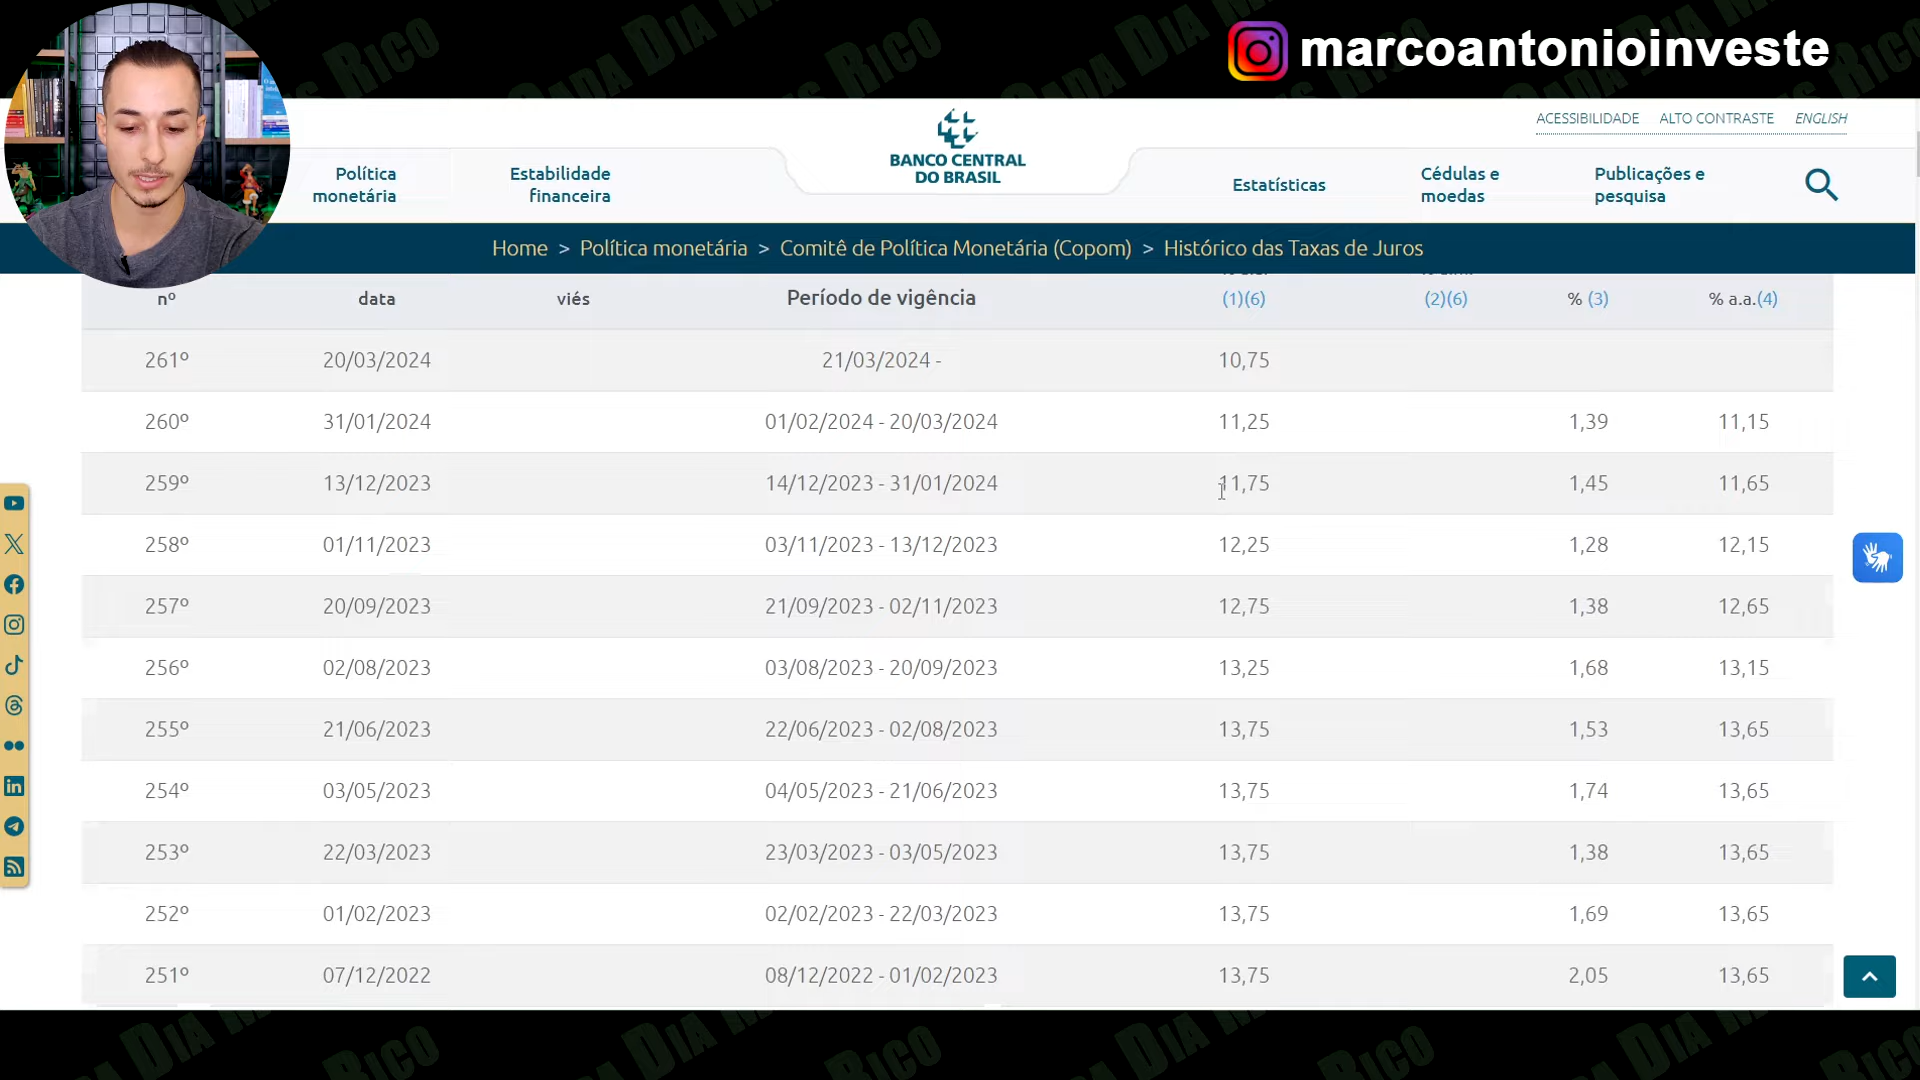 marcoantonioinveste
ACESSIBILIDADE ALTO CONTRASTE ENGLISH
Política monetária
Estabilidade financeira
BANCO CENTRAL
DO BRASIL
Estatísticas
Cédulas e moedas
Publicações e pesquisa
Home > Política monetária > Comitê de Política Monetária (Copom) > Histórico das Taxas de Juros
nº data viés Período de vigência (1)(6) (2)(6) % (3) % a.a.(4)
261º 20/03/2024 21/03/2024 - 10,75
260º 31/01/2024 01/02/2024 - 20/03/2024 11,25 1,39 11,15
259º 13/12/2023 14/12/2023 - 31/01/2024 11,75 1,45 11,65
258º 01/11/2023 03/11/2023 - 13/12/2023 12,25 1,28 12,15
257º 20/09/2023 21/09/2023 - 02/11/2023 12,75 1,38 12,65
256º 02/08/2023 03/08/2023 - 20/09/2023 13,25 1,68 13,15
255º 21/06/2023 22/06/2023 - 02/08/2023 13,75 1,53 13,65
254º 03/05/2023 04/05/2023 - 21/06/2023 13,75 1,74 13,65
253º 22/03/2023 23/03/2023 - 03/05/2023 13,75 1,38 13,65
252º 01/02/2023 02/02/2023 - 22/03/2023 13,75 1,69 13,65
251º 07/12/2022 08/12/2022 - 01/02/2023 13,75 2,05 13,65